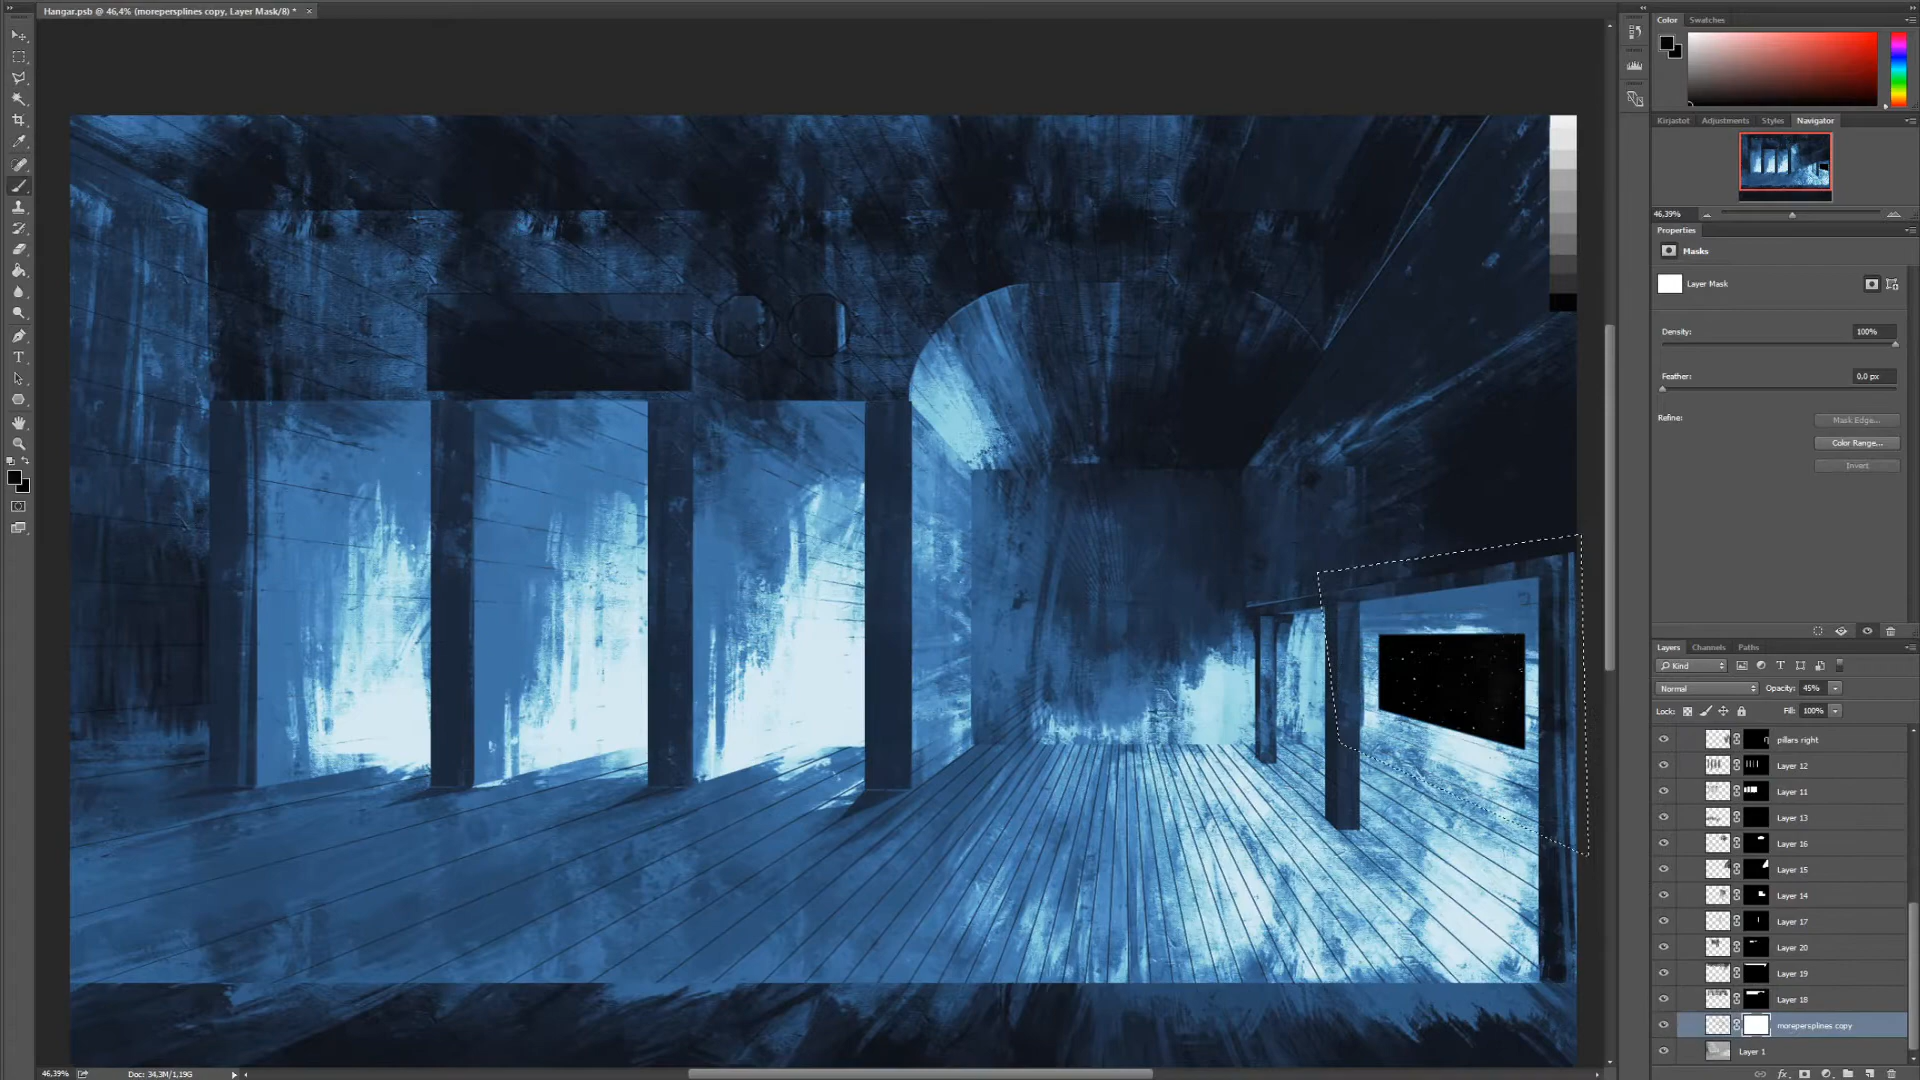 Hangar.psb @ 46,4% (morepersplines copy, Layer Mask/8) *
Color
Swatches
Kirjastot
Adjustments
Styles
Navigator
46,39%
Properties
Masks
Layer Mask
Density:
100%
Feather:
0,0 px
Refine:
Mask Edge...
Color Range...
Invert
Layers
Channels
Paths
Kind
Normal
Opacity:
45%
Lock:
Fill:
100%
pillars right
Layer 12
Layer 11
Layer 13
Layer 16
Layer 15
Layer 14
Layer 17
Layer 20
Layer 19
Layer 18
morepersplines copy
Layer 1
46,39%
Doc: 34,3M/1,19G